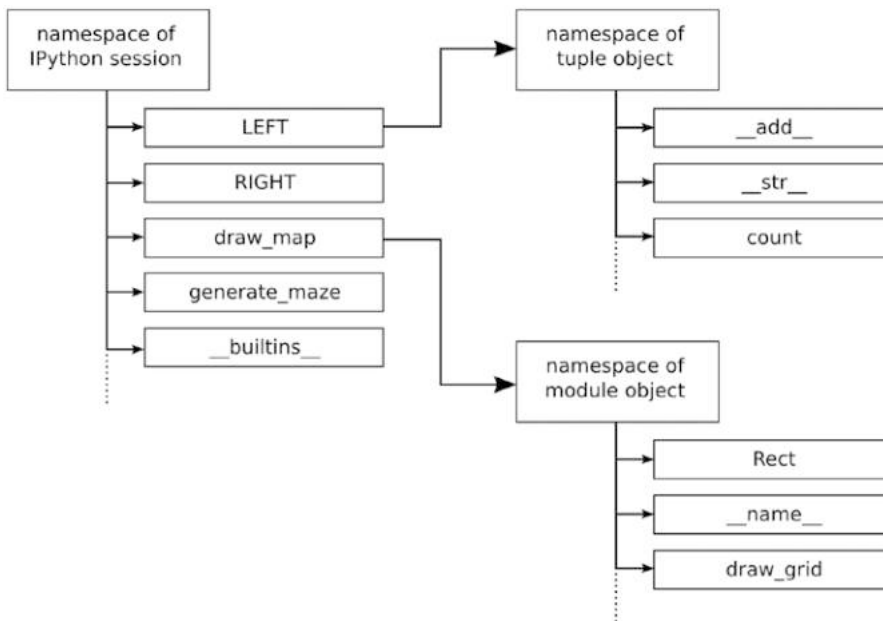 namespace of
IPython session
LEFT
RIGHT
draw_map
generate_maze
__builtins__
namespace of
tuple object
__add__
__str__
count
namespace of
module object
Rect
__name__
draw_grid